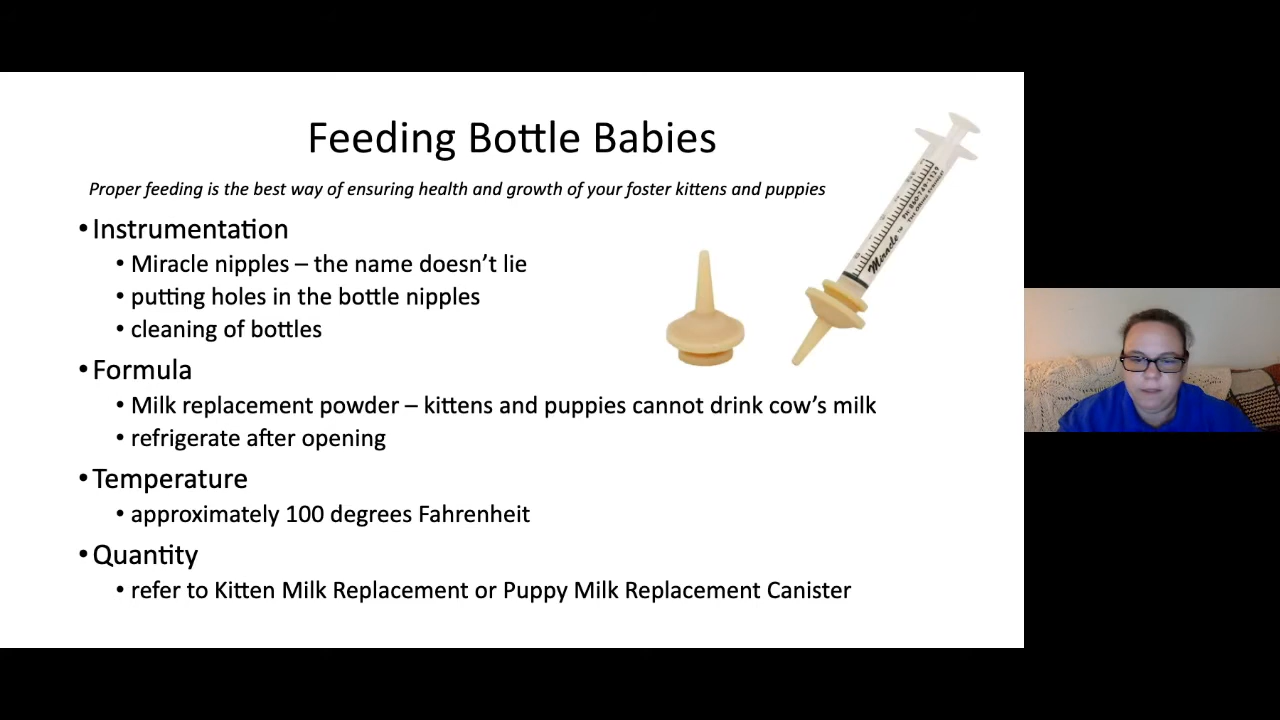 Feeding Bottle Babies
Proper feeding is the best way of ensuring health and growth of your foster kittens and puppies
• Instrumentation
• Miracle nipples – the name doesn't lie
• putting holes in the bottle nipples
• cleaning of bottles
• Formula
• Milk replacement powder – kittens and puppies cannot drink cow's milk
• refrigerate after opening
• Temperature
• approximately 100 degrees Fahrenheit
• Quantity
• refer to Kitten Milk Replacement or Puppy Milk Replacement Canister
Miracle ™